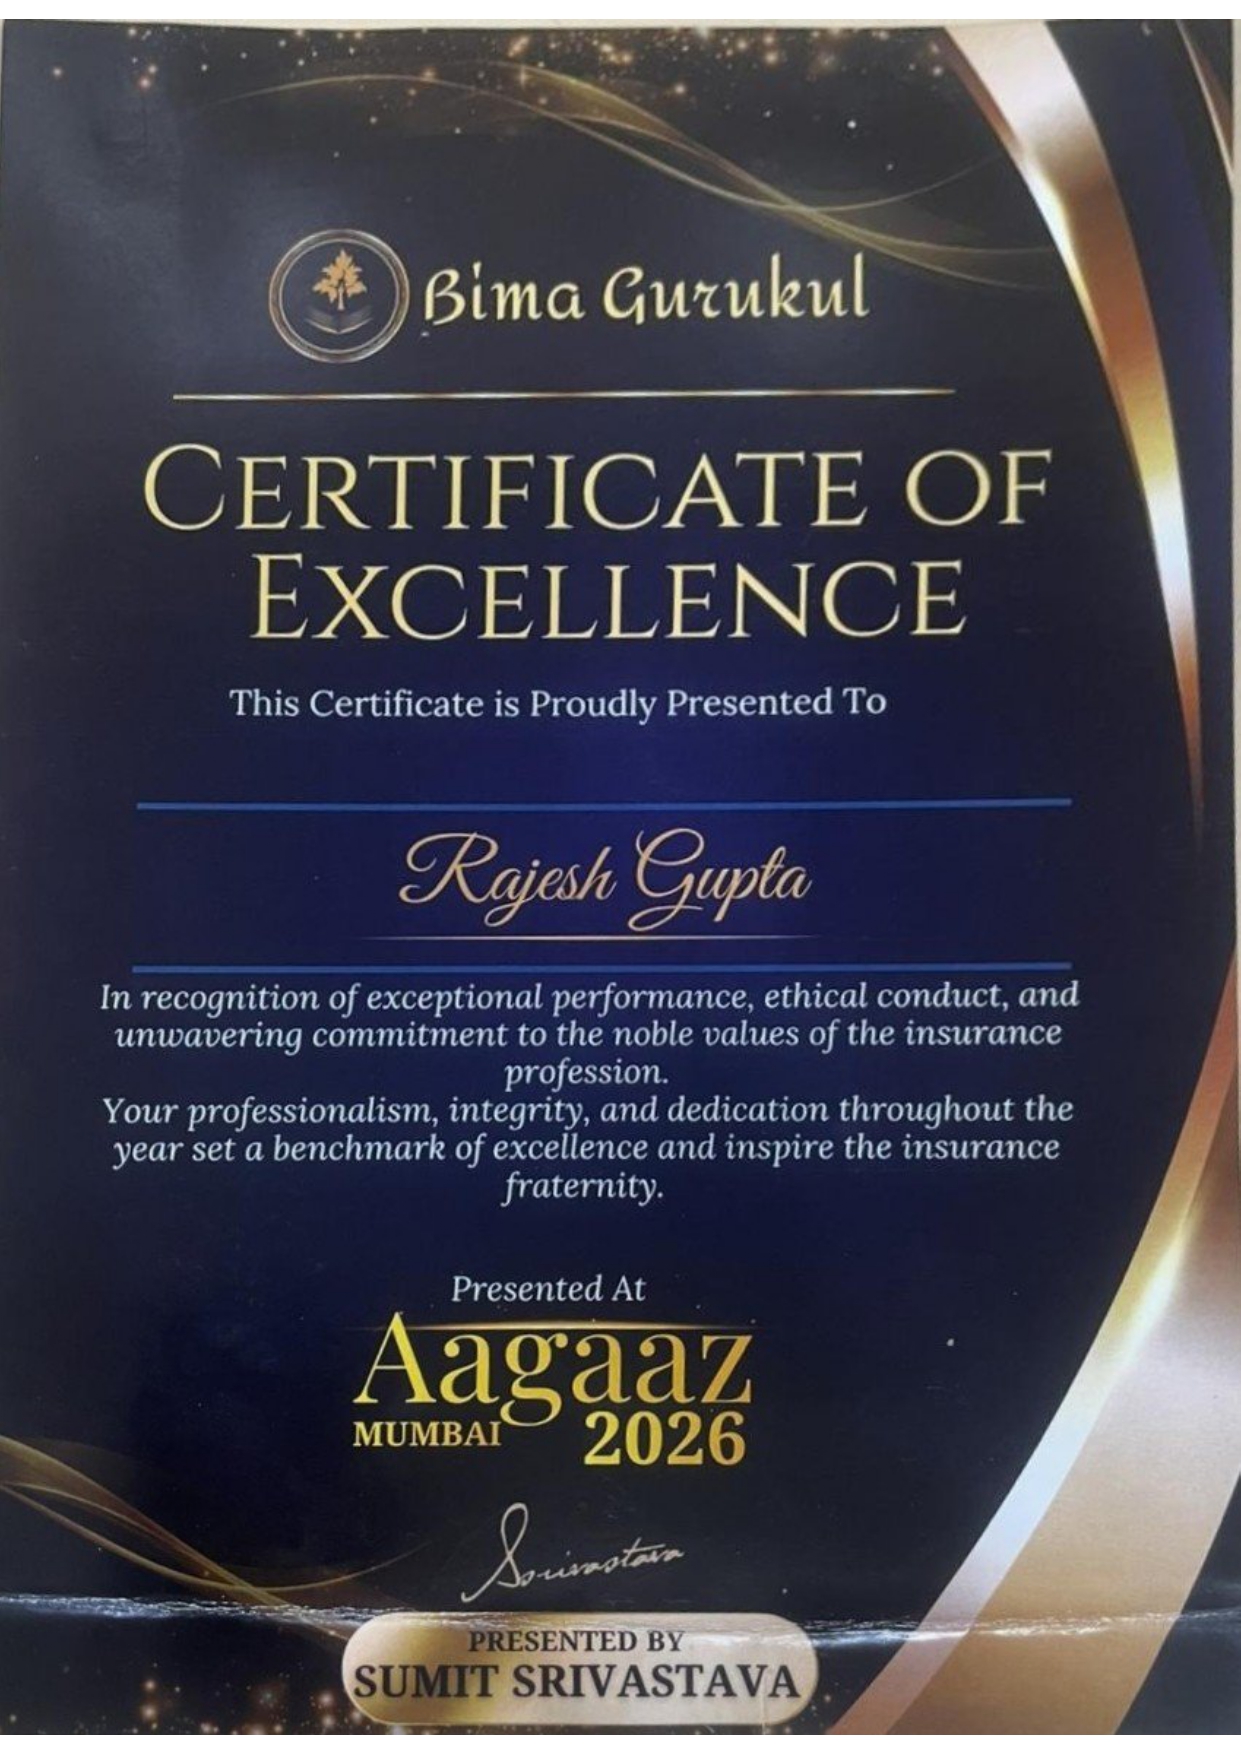 Bima Gurukul
CERTIFICATE OF
EXCELLENCE
This Certificate is Proudly Presented To
Rajesh Gupta
In recognition of exceptional performance, ethical conduct, and
unwavering commitment to the noble values of the insurance
profession.
Your professionalism, integrity, and dedication throughout the
year set a benchmark of excellence and inspire the insurance
fraternity.
Presented At
Aagaaz
MUMBAI 2026
Srivastava
PRESENTED BY
SUMIT SRIVASTAVA